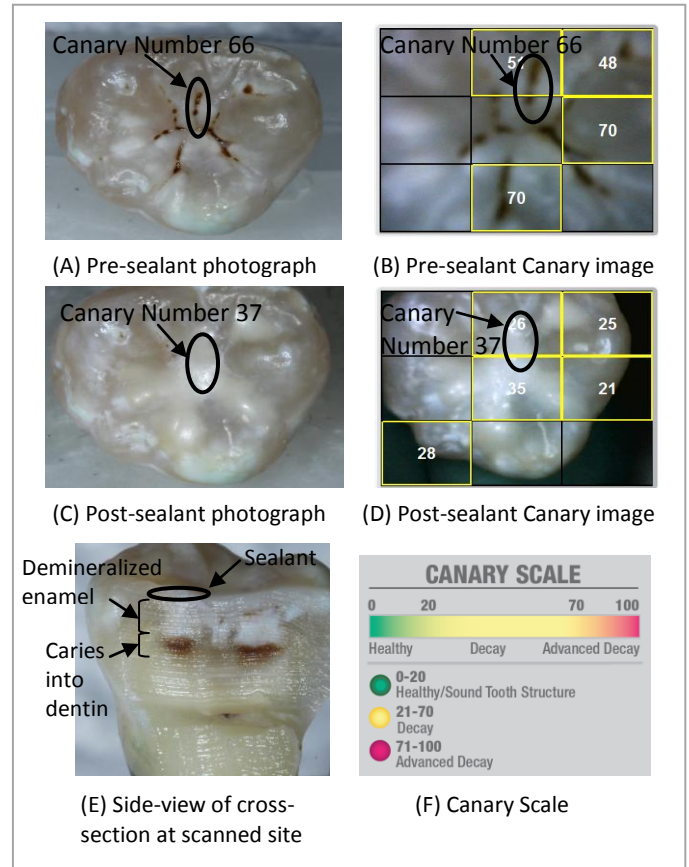 Canary Number 66
Canary Number 66
48
70
70
(A) Pre-sealant photograph
(B) Pre-sealant Canary image
Canary Number 37
Canary
Number 37
26
25
35
21
28
(C) Post-sealant photograph
(D) Post-sealant Canary image
Sealant
Demineralized
enamel
Caries
into
dentin
(E) Side-view of cross-
section at scanned site
CANARY SCALE
0 20 70 100
Healthy Decay Advanced Decay
0-20
Healthy/Sound Tooth Structure
21-70
Decay
71-100
Advanced Decay
(F) Canary Scale